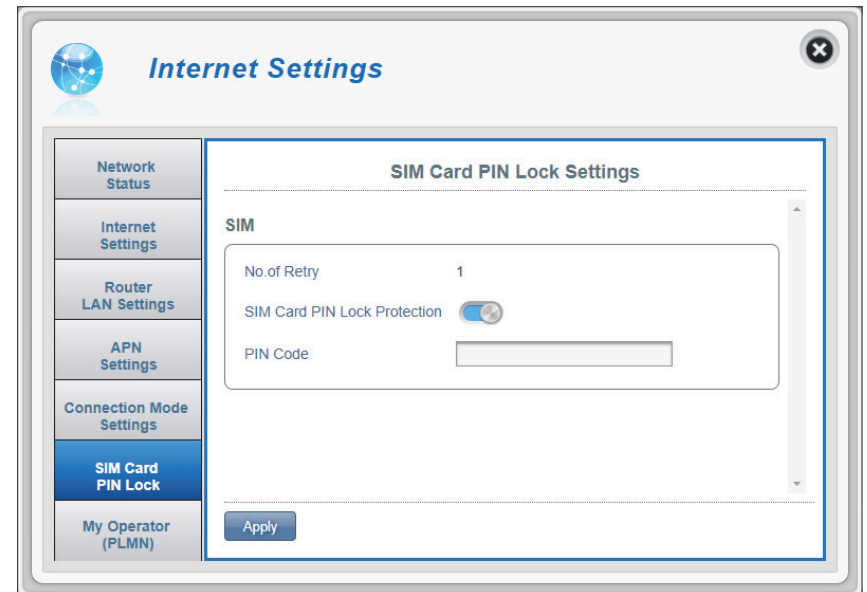 Internet Settings
Network
Status
Internet
Settings
Router
LAN Settings
APN
Settings
Connection Mode
Settings
SIM Card
PIN Lock
My Operator
(PLMN)
SIM Card PIN Lock Settings
SIM
No.of Retry 1
SIM Card PIN Lock Protection
PIN Code
Apply